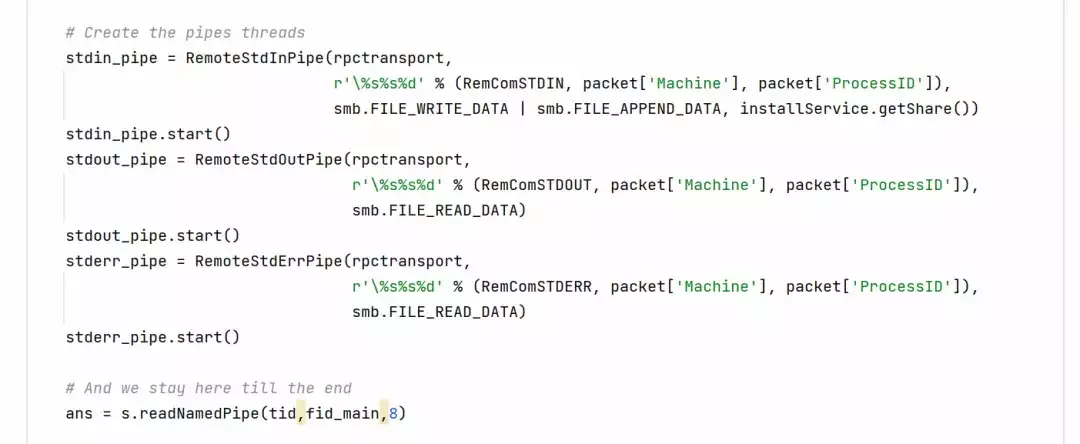 # Create the pipes threads
stdin_pipe = RemoteStdInPipe(rpctransport,
r'\%s%s%d' % (RemComSTDIN, packet['Machine'], packet['ProcessID']),
smb.FILE_WRITE_DATA | smb.FILE_APPEND_DATA, installService.getShare())
stdin_pipe.start()
stdout_pipe = RemoteStdOutPipe(rpctransport,
r'\%s%s%d' % (RemComSTDOUT, packet['Machine'], packet['ProcessID']),
smb.FILE_READ_DATA)
stdout_pipe.start()
stderr_pipe = RemoteStdErrPipe(rpctransport,
r'\%s%s%d' % (RemComSTDERR, packet['Machine'], packet['ProcessID']),
smb.FILE_READ_DATA)
stderr_pipe.start()
# And we stay here till the end
ans = s.readNamedPipe(tid,fid_main,8)